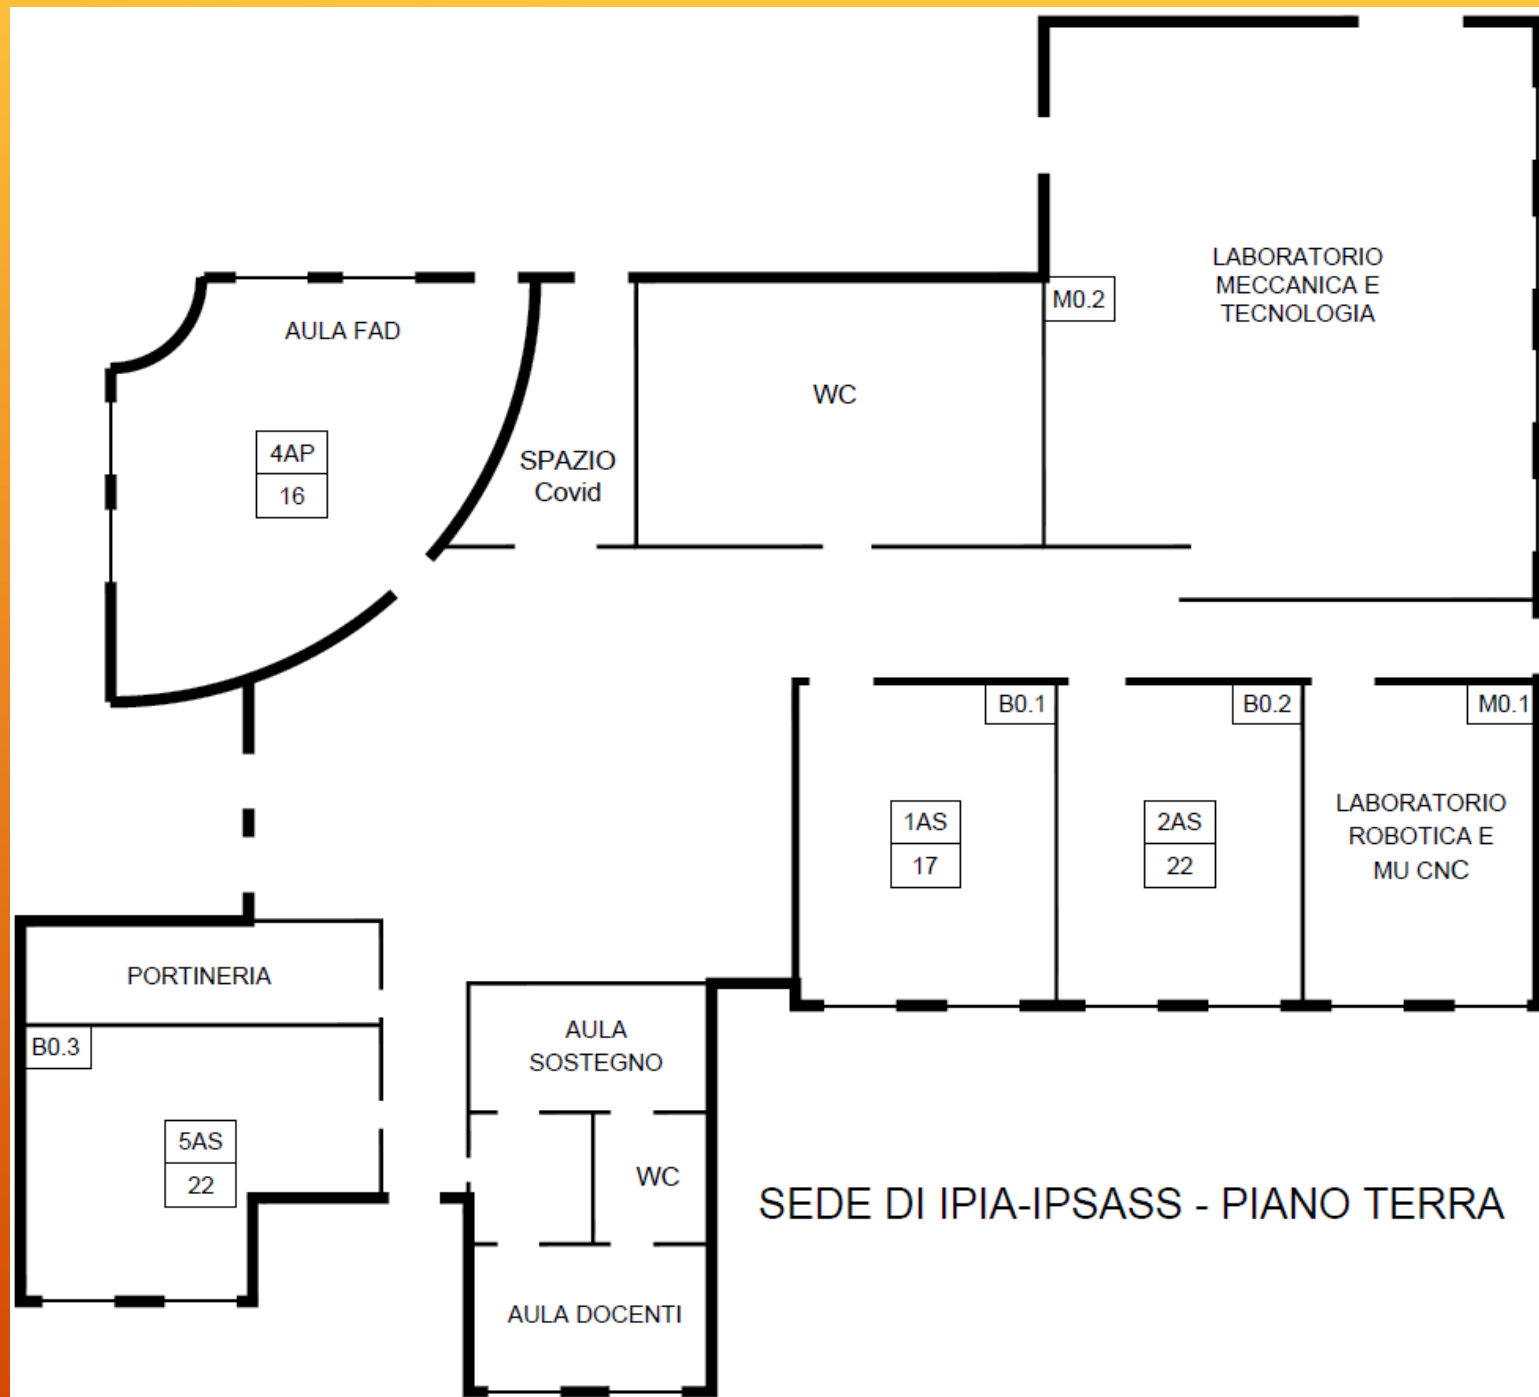 LABORATORIO
MECCANICA E
TECNOLOGIA
M0.2
AULA FAD
WC
4AP
16
SPAZIO
Covid
B0.1
B0.2
M0.1
1AS
17
2AS
22
LABORATORIO
ROBOTICA E
MU CNC
PORTINERIA
B0.3
AULA
SOSTEGNO
5AS
22
WC
SEDE DI IPIA-IPSASS - PIANO TERRA
AULA DOCENTI